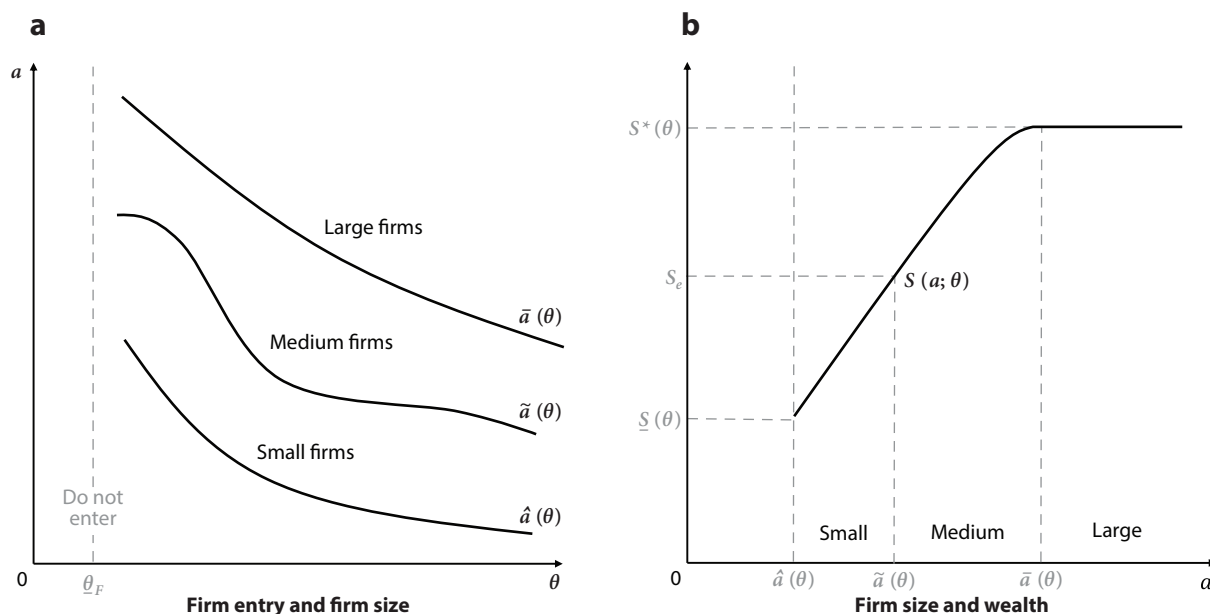 a
a
Large firms
ā (θ)
Medium firms
ã (θ)
Small firms
â (θ)
Do not
enter
0
θ̲_F
θ
Firm entry and firm size
b
S* (θ)
S_e
S (a; θ)
S̲ (θ)
Small
Medium
Large
0
â (θ)
ã (θ)
ā (θ)
a
Firm size and wealth